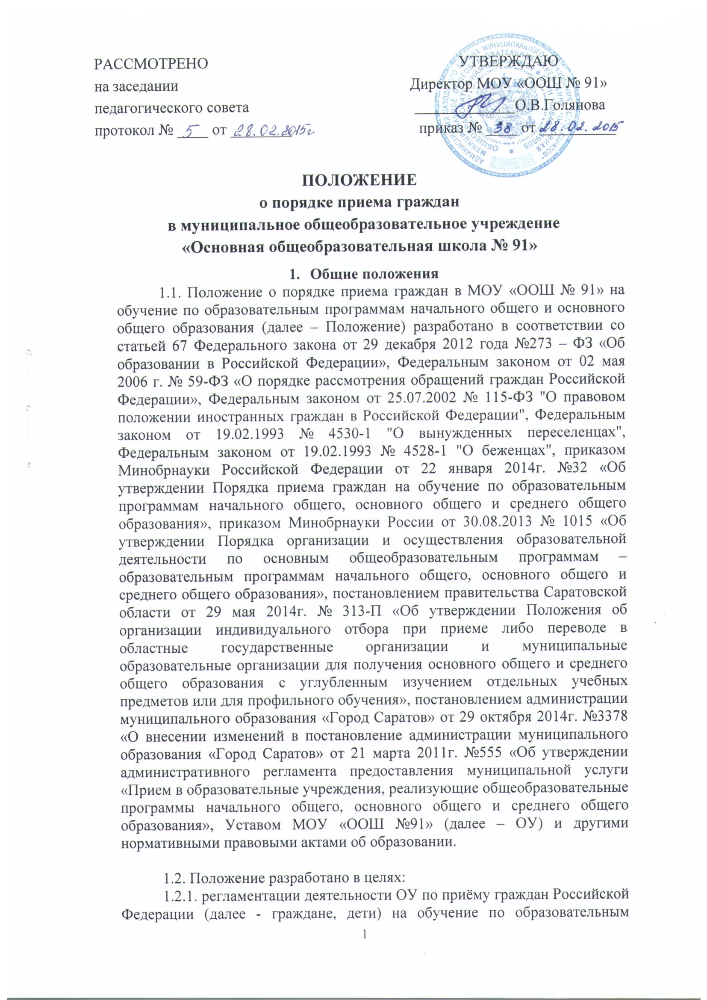 РАССМОТРЕНО
на заседании
педагогического совета
протокол № 5 от 28.02.2015г
УТВЕРЖДАЮ
Директор МОУ «ООШ № 91»
О.В.Голянова
приказ № 38 от 28.02.2015
ПОЛОЖЕНИЕ
о порядке приема граждан
в муниципальное общеобразовательное учреждение
«Основная общеобразовательная школа № 91»
1. Общие положения
1.1. Положение о порядке приема граждан в МОУ «ООШ № 91» на
обучение по образовательным программам начального общего и основного
общего образования (далее – Положение) разработано в соответствии со
статьей 67 Федерального закона от 29 декабря 2012 года №273 – ФЗ «Об
образовании в Российской Федерации», Федеральным законом от 02 мая
2006 г. № 59-ФЗ «О порядке рассмотрения обращений граждан Российской
Федерации», Федеральным законом от 25.07.2002 № 115-ФЗ "О правовом
положении иностранных граждан в Российской Федерации", Федеральным
законом от 19.02.1993 № 4530-1 "О вынужденных переселенцах",
Федеральным законом от 19.02.1993 № 4528-1 "О беженцах", приказом
Минобрнауки Российской Федерации от 22 января 2014г. №32 «Об
утверждении Порядка приема граждан на обучение по образовательным
программам начального общего, основного общего и среднего общего
образования», приказом Минобрнауки России от 30.08.2013 № 1015 «Об
утверждении Порядка организации и осуществления образовательной
деятельности по основным общеобразовательным программам –
образовательным программам начального общего, основного общего и
среднего общего образования», постановлением правительства Саратовской
области от 29 мая 2014г. № 313-П «Об утверждении Положения об
организации индивидуального отбора при приеме либо переводе в
областные государственные организации и муниципальные
образовательные организации для получения основного общего и среднего
общего образования с углубленным изучением отдельных учебных
предметов или для профильного обучения», постановлением администрации
муниципального образования «Город Саратов» от 29 октября 2014г. №3378
«О внесении изменений в постановление администрации муниципального
образования «Город Саратов» от 21 марта 2011г. №555 «Об утверждении
административного регламента предоставления муниципальной услуги
«Прием в образовательные учреждения, реализующие общеобразовательные
программы начального общего, основного общего и среднего общего
образования», Уставом МОУ «ООШ №91» (далее – ОУ) и другими
нормативными правовыми актами об образовании.
1.2. Положение разработано в целях:
1.2.1. регламентации деятельности ОУ по приёму граждан Российской
Федерации (далее - граждане, дети) на обучение по образовательным
1